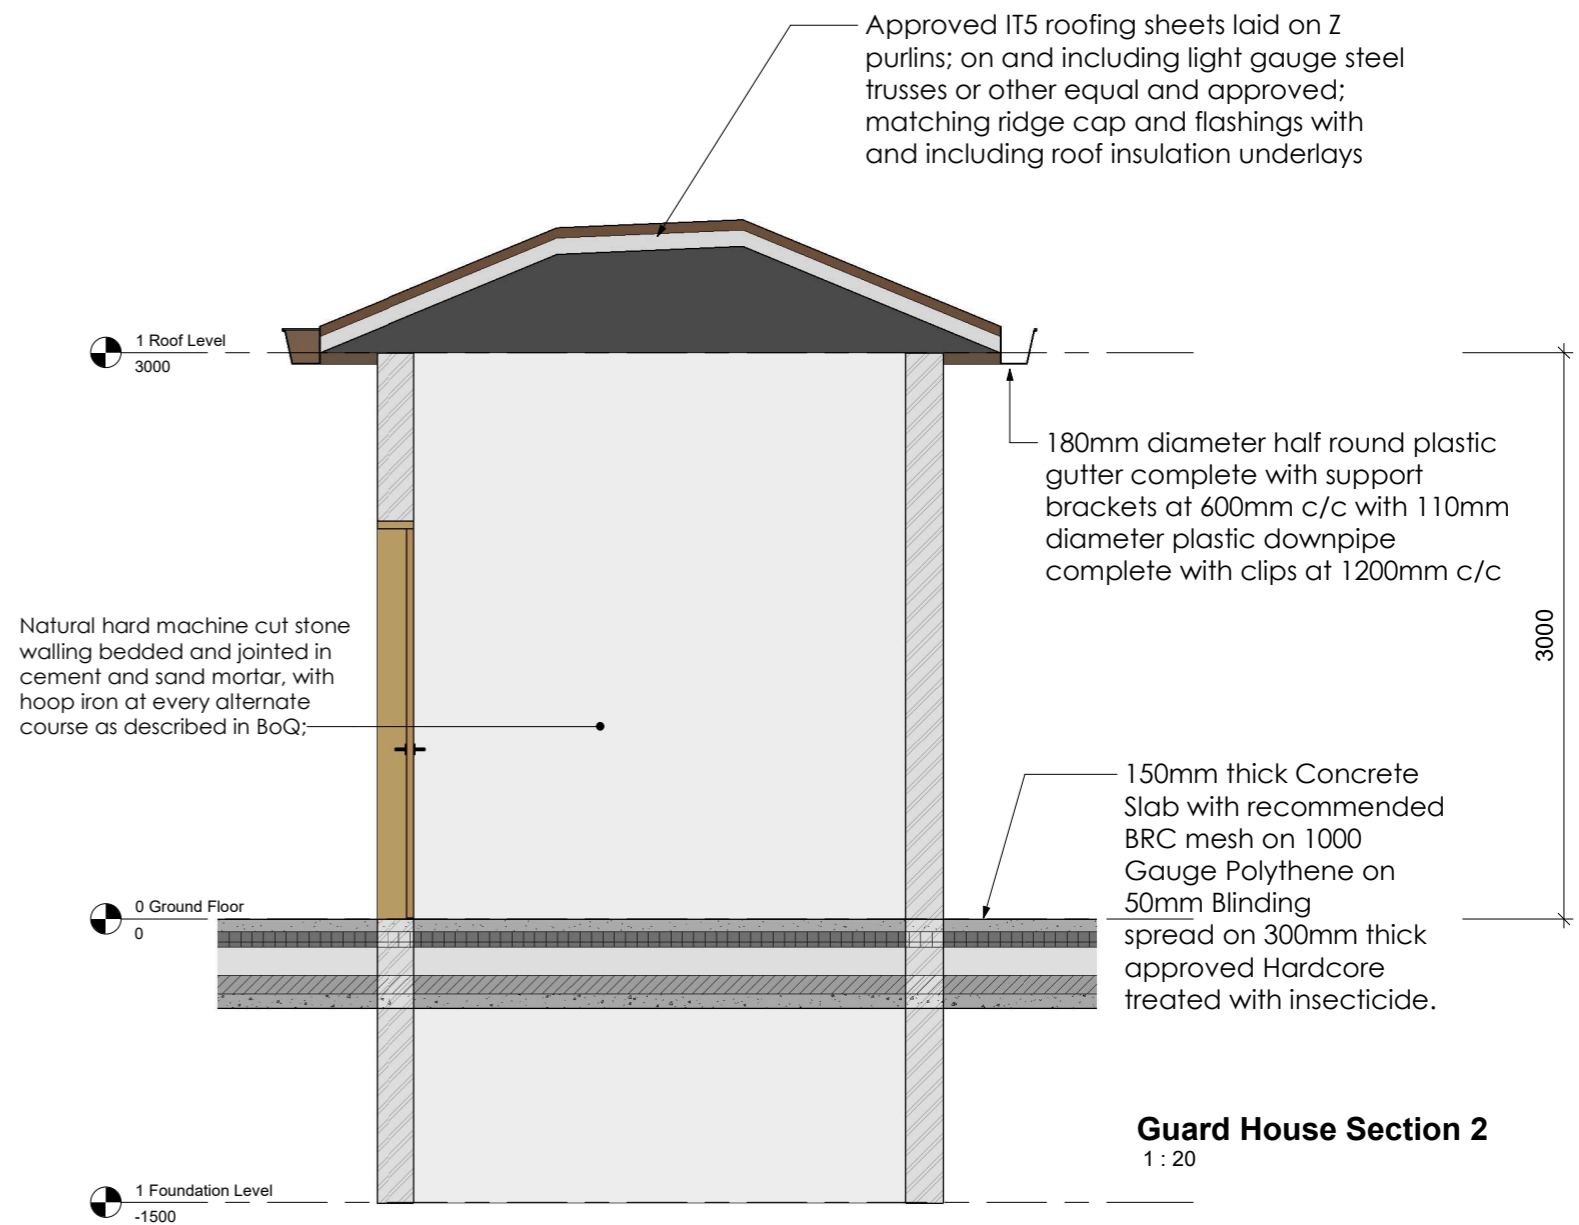 Approved IT5 roofing sheets laid on Z
purlins; on and including light gauge steel
trusses or other equal and approved;
matching ridge cap and flashings with
and including roof insulation underlays
1 Roof Level
3000
180mm diameter half round plastic
gutter complete with support
brackets at 600mm c/c with 110mm
diameter plastic downpipe
complete with clips at 1200mm c/c
3000
Natural hard machine cut stone
walling bedded and jointed in
cement and sand mortar, with
hoop iron at every alternate
course as described in BoQ;
150mm thick Concrete
Slab with recommended
BRC mesh on 1000
Gauge Polythene on
50mm Blinding
spread on 300mm thick
approved Hardcore
treated with insecticide.
0 Ground Floor
0
Guard House Section 2
1 : 20
1 Foundation Level
-1500